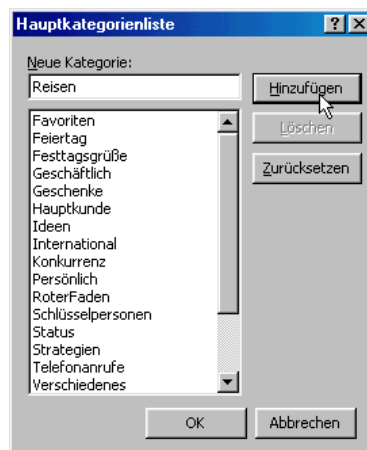 Hauptkategorienliste
Neue Kategorie:
Reisen
Hinzufügen
Löschen
Zurücksetzen
Favoriten
Feiertag
Festtagsgrüße
Geschäftlich
Geschenke
Hauptkunde
Ideen
International
Konkurrenz
Persönlich
RoterFaden
Schlüsselpersonen
Status
Strategien
Telefonanrufe
Verschiedenes
OK
Abbrechen